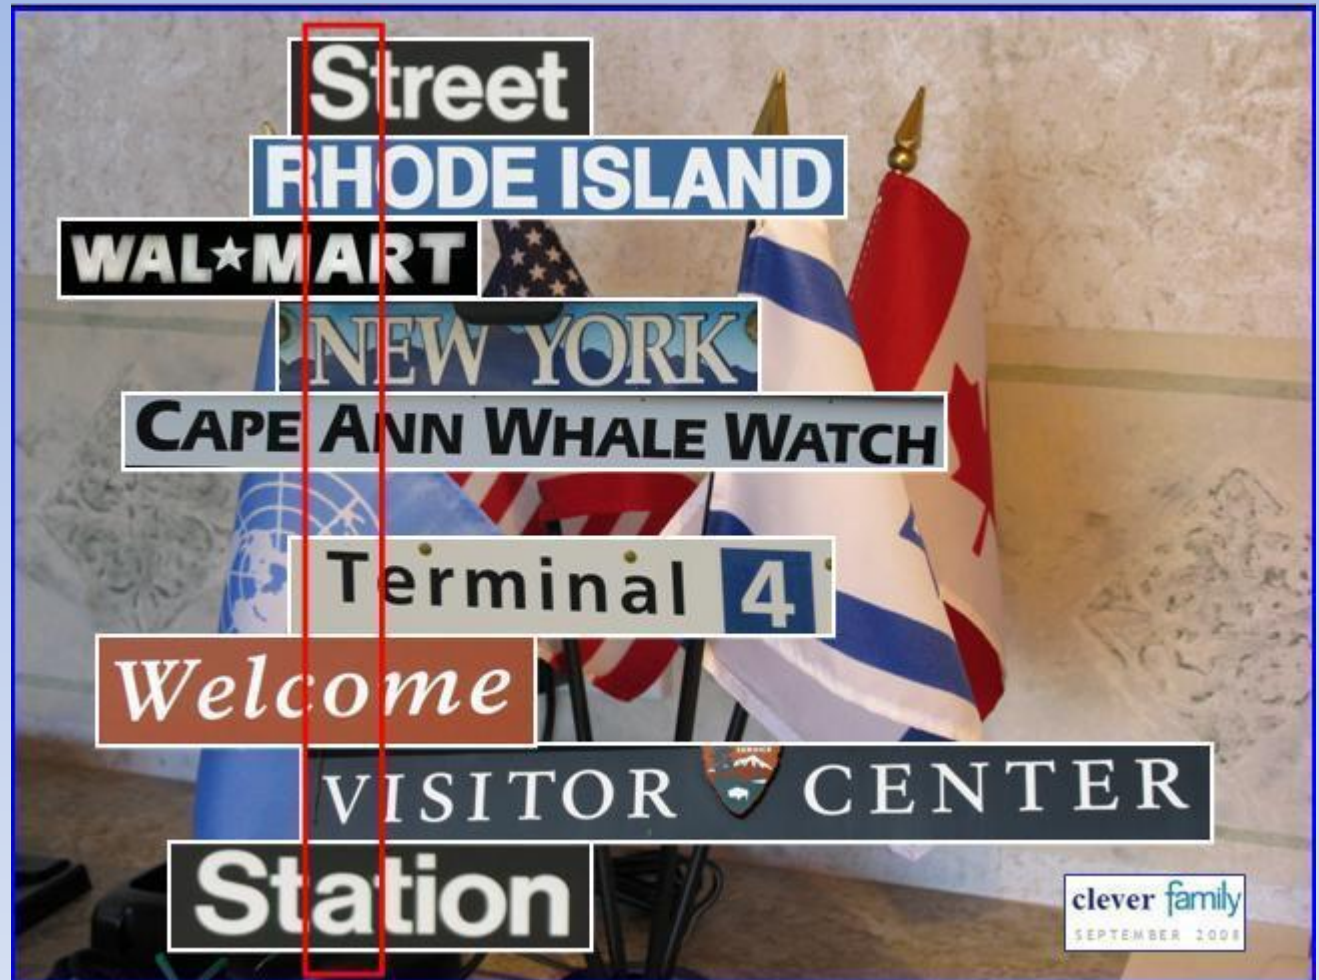 Street
RHODE ISLAND
WAL★MART
NEW YORK
CAPE ANN WHALE WATCH
Terminal 4
Welcome
VISITOR CENTER
Station
clever family
SEPTEMBER 2008